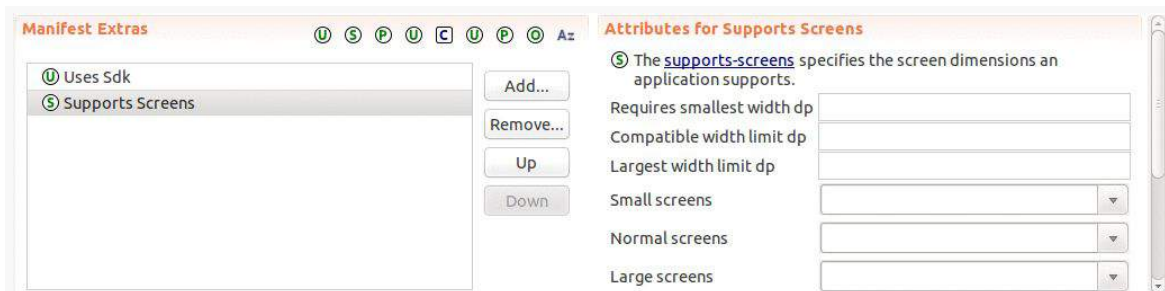 Manifest Extras
U S P U C U P O Az
U Uses Sdk
S Supports Screens
Add...
Remove...
Up
Down
Attributes for Supports Screens
S The supports-screens specifies the screen dimensions an
application supports.
Requires smallest width dp
Compatible width limit dp
Largest width limit dp
Small screens
Normal screens
Large screens